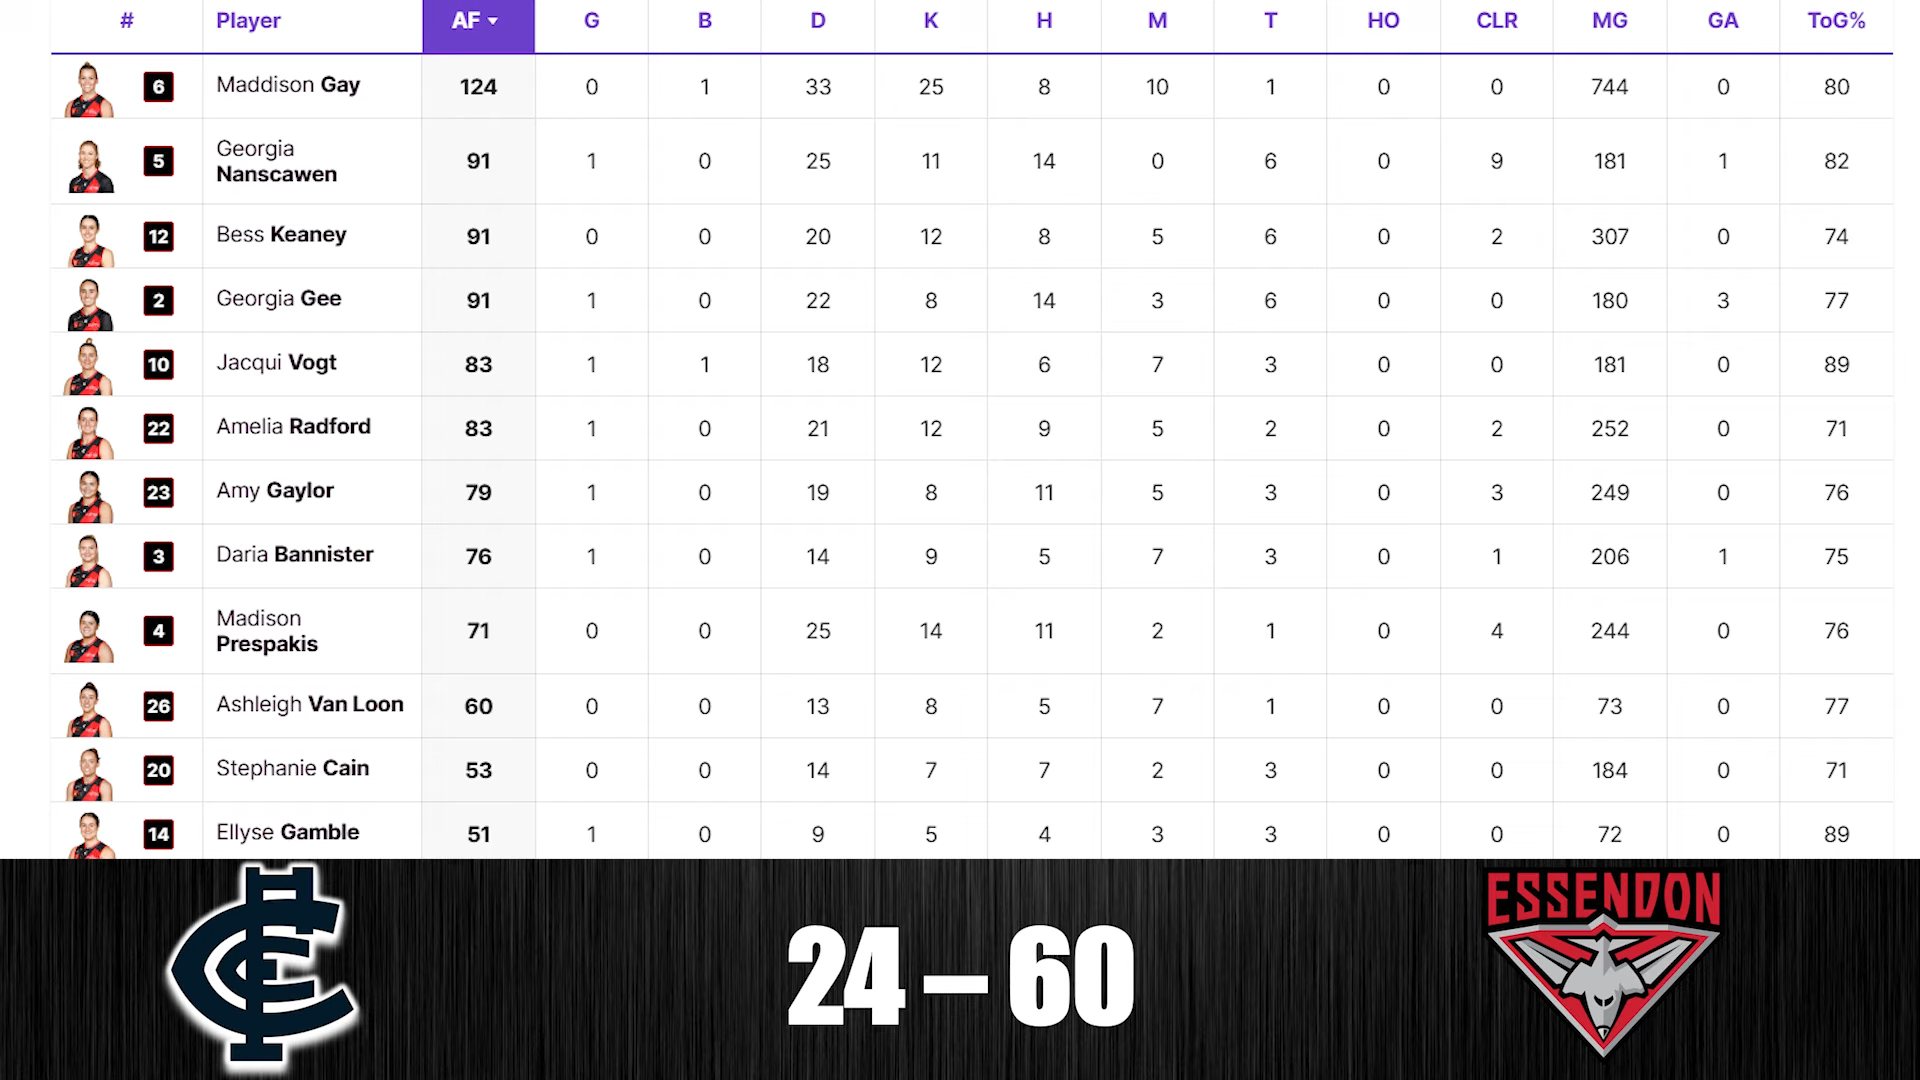 # Player AF G B D K H M T HO CLR MG GA ToG%
6 Maddison Gay 124 0 1 33 25 8 10 1 0 0 744 0 80
5 Georgia Nanscawen 91 1 0 25 11 14 0 6 0 9 181 1 82
12 Bess Keaney 91 0 0 20 12 8 5 6 0 2 307 0 74
2 Georgia Gee 91 1 0 22 8 14 3 6 0 0 180 3 77
10 Jacqui Vogt 83 1 1 18 12 6 7 3 0 0 181 0 89
22 Amelia Radford 83 1 0 21 12 9 5 2 0 2 252 0 71
23 Amy Gaylor 79 1 0 19 8 11 5 3 0 3 249 0 76
3 Daria Bannister 76 1 0 14 9 5 7 3 0 1 206 1 75
4 Madison Prespakis 71 0 0 25 14 11 2 1 0 4 244 0 76
26 Ashleigh Van Loon 60 0 0 13 8 5 7 1 0 0 73 0 77
20 Stephanie Cain 53 0 0 14 7 7 2 3 0 0 184 0 71
14 Ellyse Gamble 51 1 0 9 5 4 3 3 0 0 72 0 89
CFC
24 – 60
ESSENDON